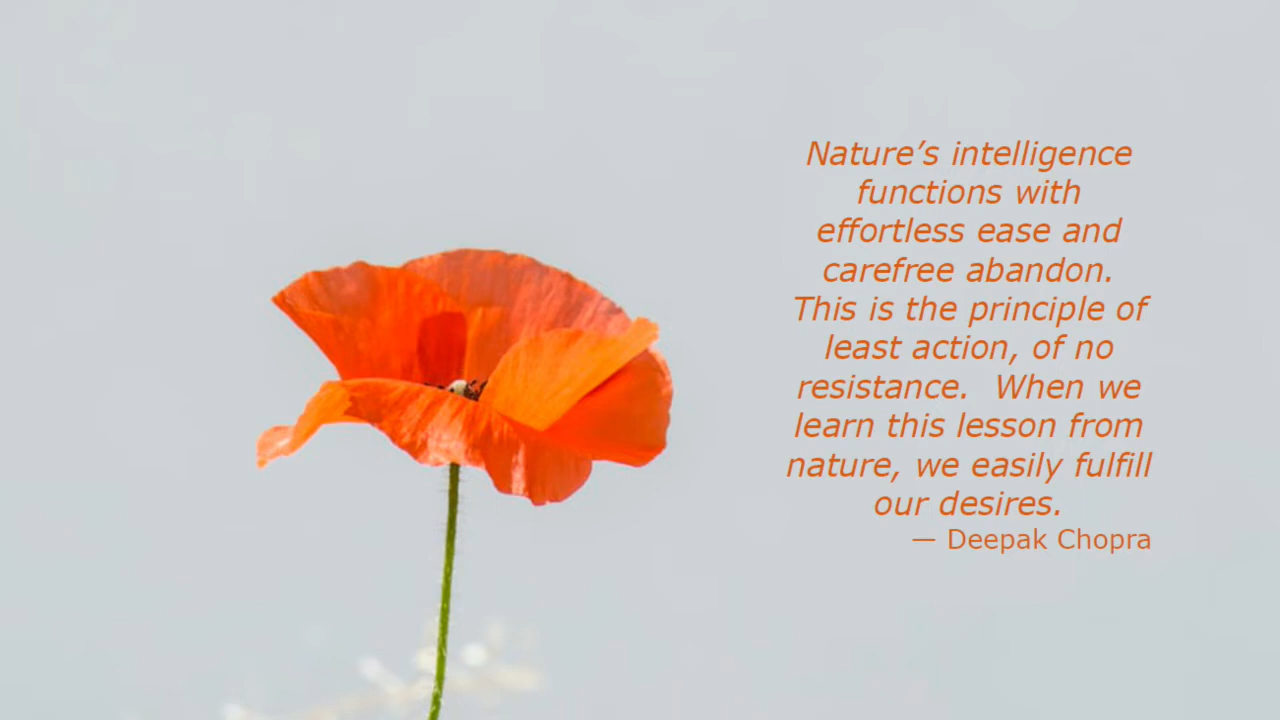 Nature’s intelligence
functions with
effortless ease and
carefree abandon.
This is the principle of
least action, of no
resistance.  When we
learn this lesson from
nature, we easily fulfill
our desires.
— Deepak Chopra